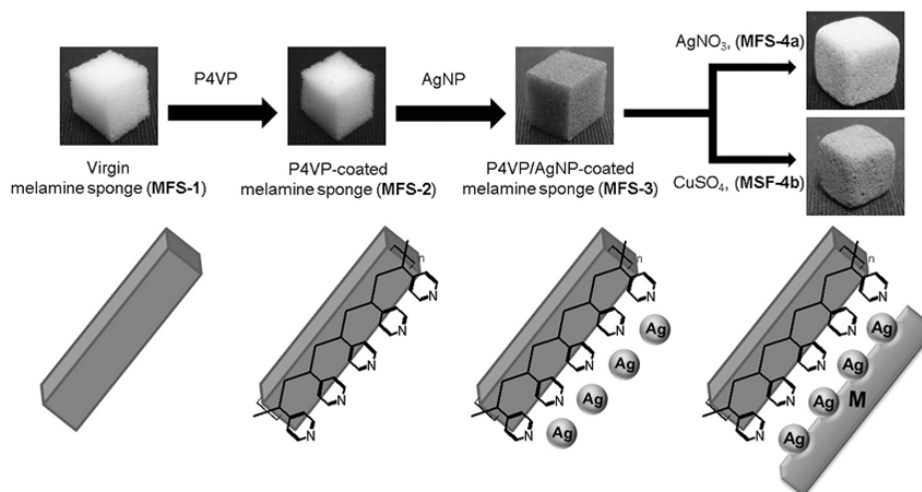 P4VP
AgNP
AgNO₃, (MFS-4a)
Virgin
melamine sponge (MFS-1)
P4VP-coated
melamine sponge (MFS-2)
P4VP/AgNP-coated
melamine sponge (MFS-3)
CuSO₄, (MSF-4b)
n
N
N
N
N
N
n
N
N
N
N
N
Ag
Ag
Ag
Ag
n
N
N
N
N
N
Ag
Ag
Ag
Ag
M